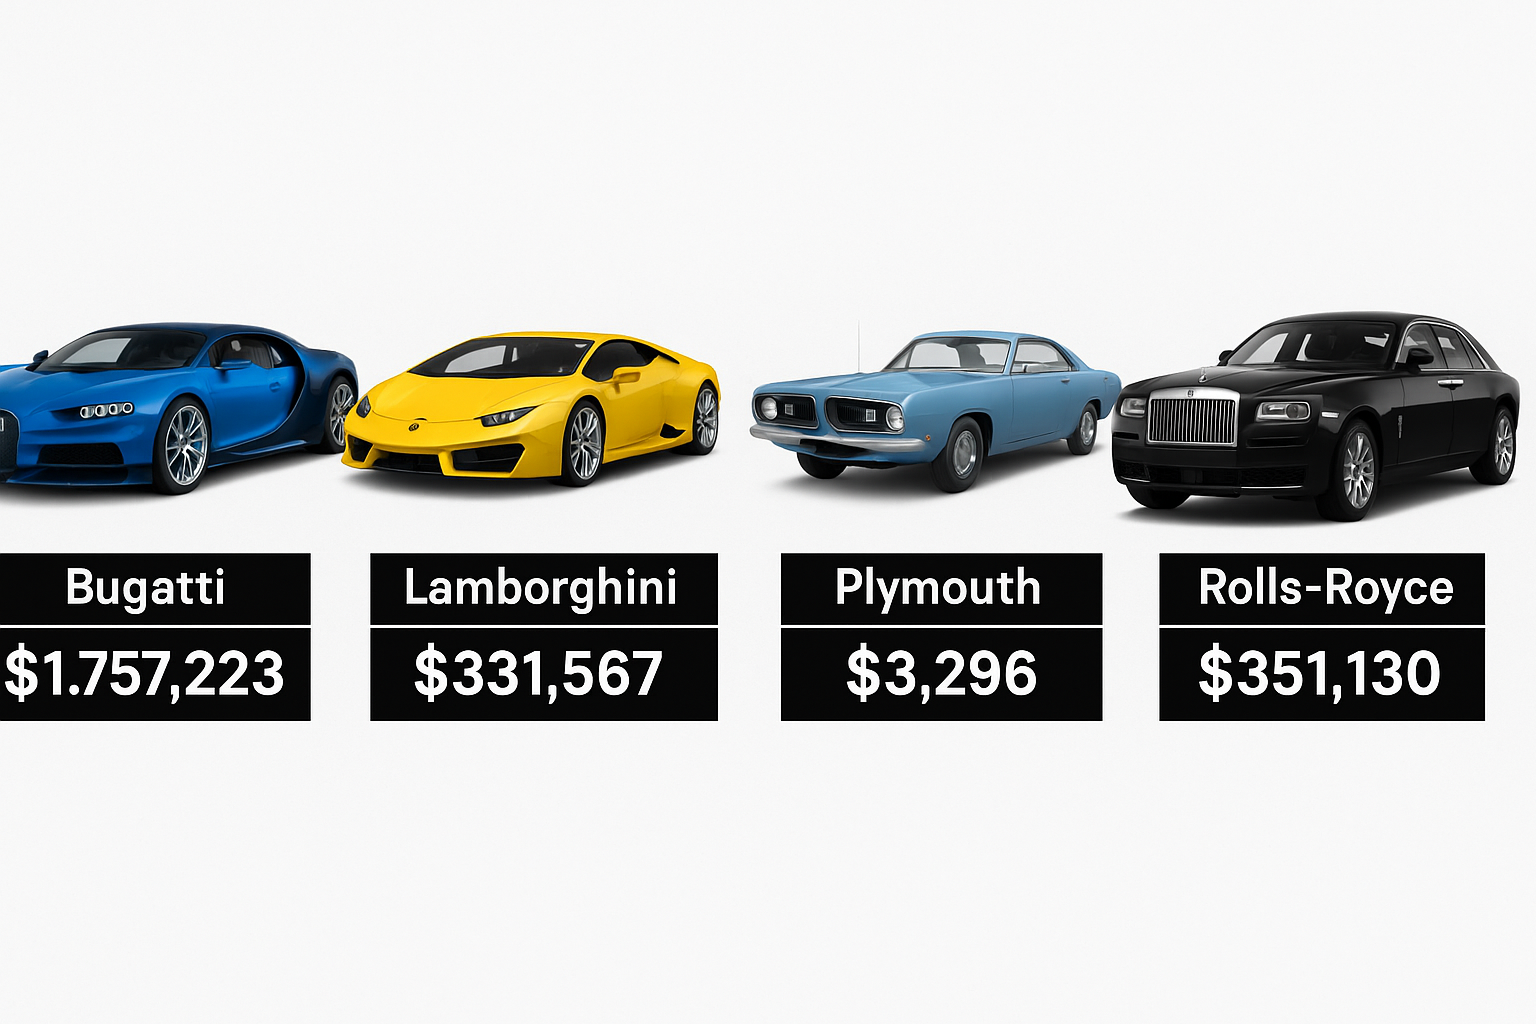 Bugatti
$1.757,223
Lamborghini
$331,567
Plymouth
$3,296
Rolls-Royce
$351,130